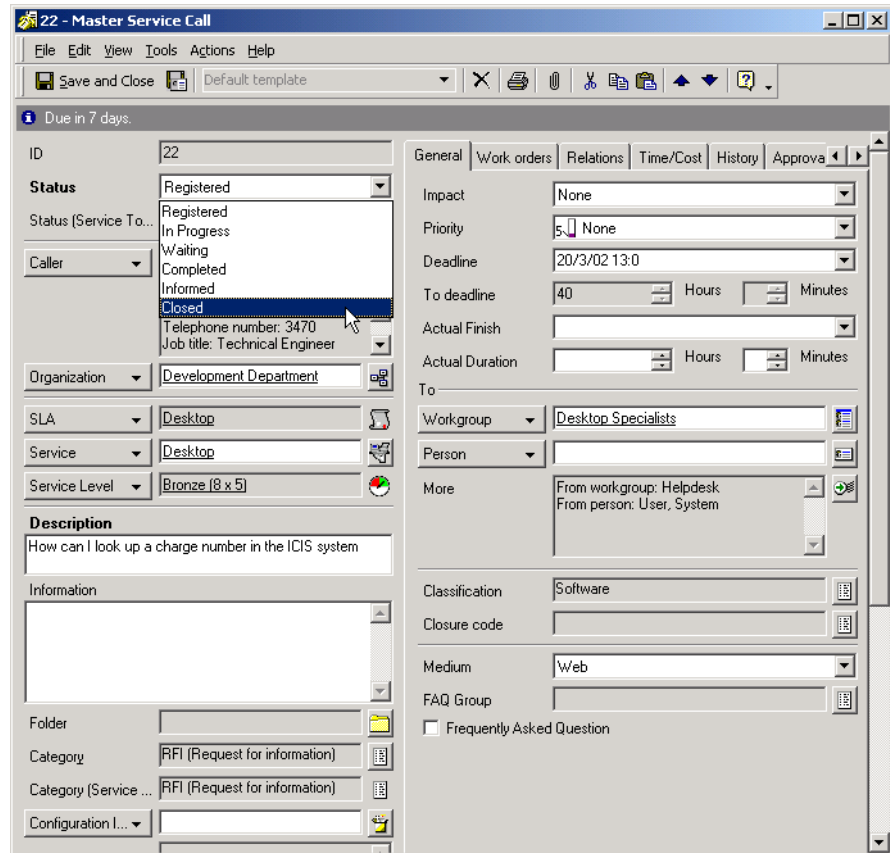 22 - Master Service Call
File Edit View Tools Actions Help
Save and Close Default template
Due in 7 days.
ID 22
Status Registered
Registered
In Progress
Waiting
Completed
Informed
Closed
Status (Service To...
Caller
Telephone number: 3470
Job title: Technical Engineer
Organization Development Department
SLA Desktop
Service Desktop
Service Level Bronze (8 x 5)
Description
How can I look up a charge number in the ICIS system
Information
Folder
Category RFI (Request for information)
Category (Service ... RFI (Request for information)
Configuration I...
General Work orders Relations Time/Cost History Approva
Impact None
Priority 5 None
Deadline 20/3/02 13:0
To deadline 40 Hours Minutes
Actual Finish
Actual Duration Hours Minutes
To
Workgroup Desktop Specialists
Person
More From workgroup: Helpdesk
From person: User, System
Classification Software
Closure code
Medium Web
FAQ Group
Frequently Asked Question